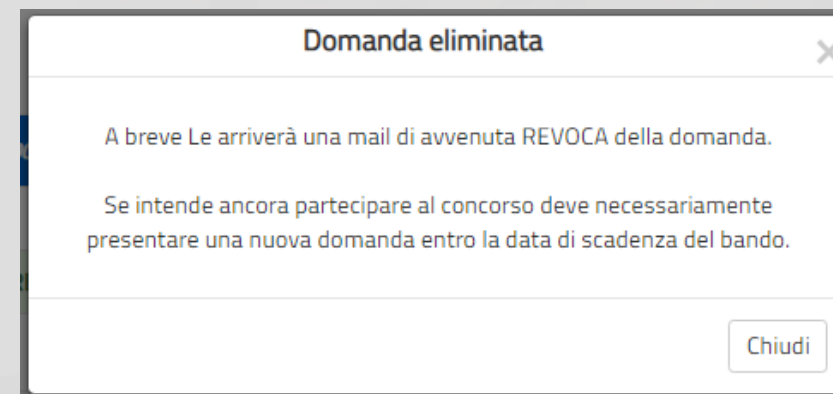 Domanda eliminata
A breve Le arriverà una mail di avvenuta REVOCA della domanda.
Se intende ancora partecipare al concorso deve necessariamente
presentare una nuova domanda entro la data di scadenza del bando.
Chiudi